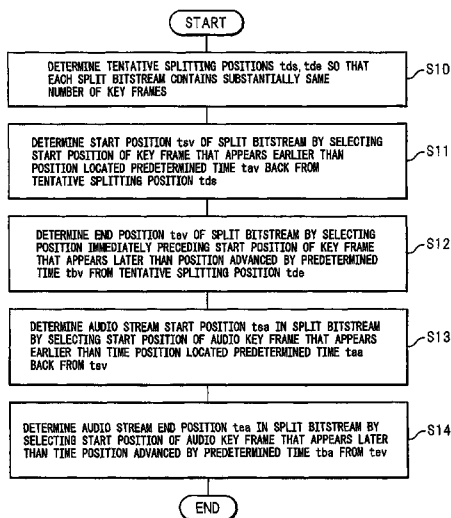 START
DETERMINE TENTATIVE SPLITTING POSITIONS tds,tde SO THAT
EACH SPLIT BITSTREAM CONTAINS SUBSTANTIALLY SAME
NUMBER OF KEY FRAMES
S10
DETERMINE START POSITION tsv OF SPLIT BITSTREAM BY SELECTING
START POSITION OF KEY FRAME THAT APPEARS EARLIER THAN
POSITION LOCATED PREDETERMINED TIME tav BACK FROM
TENTATIVE SPLITTING POSITION tds
S11
DETERMINE END POSITION tev OF SPLIT BITSTREAM BY SELECTING
POSITION IMMEDIATELY PRECEDING START POSITION OF KEY FRAME
THAT APPEARS LATER THAN POSITION ADVANCED BY PREDETERMINED
TIME tbv FROM TENTATIVE SPLITTING POSITION tde
S12
DETERMINE AUDIO STREAM START POSITION tsa IN SPLIT BITSTREAM
BY SELECTING START POSITION OF AUDIO KEY FRAME THAT APPEARS
EARLIER THAN TIME POSITION LOCATED PREDETERMINED TIME taa
BACK FROM tsv
S13
DETERMINE AUDIO STREAM END POSITION tea IN SPLIT BITSTREAM BY
SELECTING START POSITION OF AUDIO KEY FRAME THAT APPEARS LATER
THAN TIME POSITION ADVANCED BY PREDETERMINED TIME tba FROM tev
S14
END